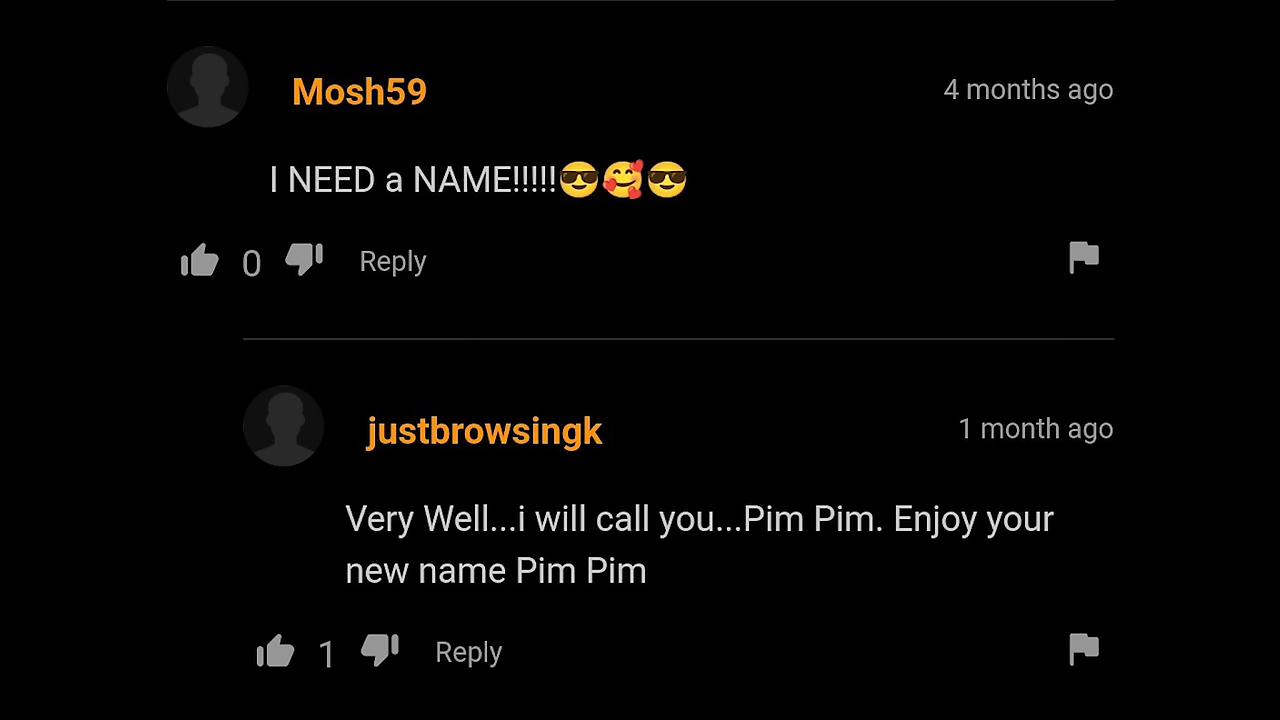 Mosh59
4 months ago
I NEED a NAME!!!!!😎🥰😎
0 Reply
justbrowsingk
1 month ago
Very Well...i will call you...Pim Pim. Enjoy your
new name Pim Pim
1 Reply